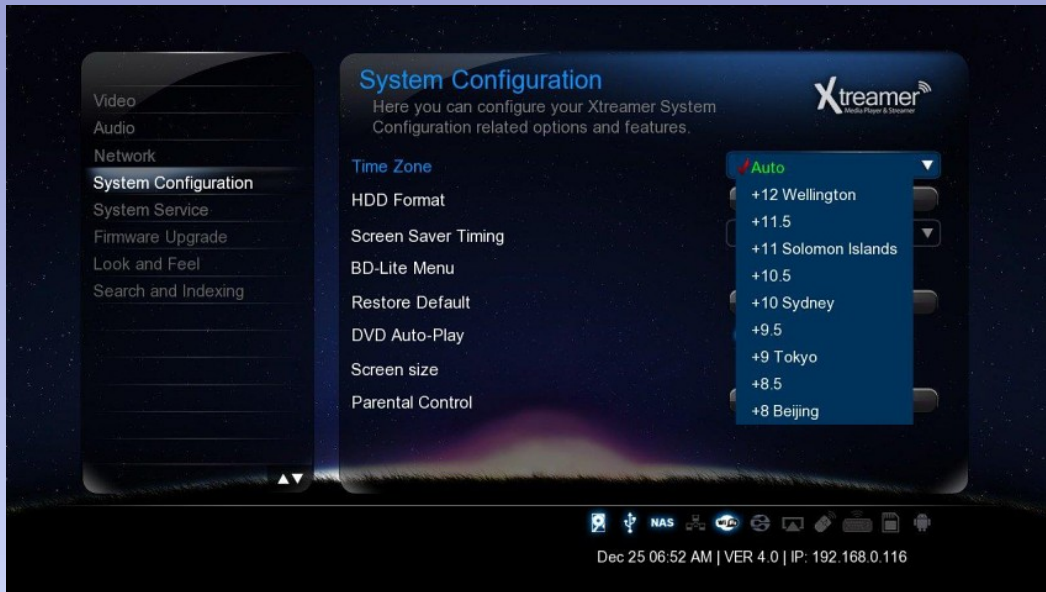 Video
Audio
Network
System Configuration
System Service
Firmware Upgrade
Look and Feel
Search and Indexing
System Configuration
Here you can configure your Xtreamer System
Configuration related options and features.
Xtreamer
Media Player & Streamer
Time Zone
Auto
HDD Format
+12 Wellington
+11.5
Screen Saver Timing
+11 Solomon Islands
BD-Lite Menu
+10.5
Restore Default
+10 Sydney
DVD Auto-Play
+9.5
+9 Tokyo
Screen size
+8.5
Parental Control
+8 Beijing
NAS
WiFi
Dec 25 06:52 AM | VER 4.0 | IP: 192.168.0.116